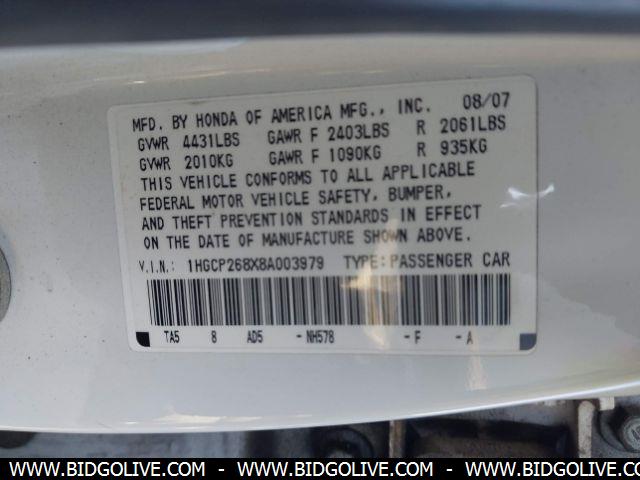 MFD. BY HONDA OF AMERICA MFG., INC. 08/07
GVWR 4431LBS GAWR F 2403LBS R 2061LBS
GVWR 2010KG GAWR F 1090KG R 935KG
THIS VEHICLE CONFORMS TO ALL APPLICABLE
FEDERAL MOTOR VEHICLE SAFETY, BUMPER,
AND THEFT PREVENTION STANDARDS IN EFFECT
ON THE DATE OF MANUFACTURE SHOWN ABOVE.
V.I.N.: 1HGCP268X8A003979 TYPE: PASSENGER CAR
TA5 8 AD5 -NH578 -F -A
WWW.BIDGOLIVE.COM - WWW.BIDGOLIVE.COM - WWW.BIDGOLIVE.COM